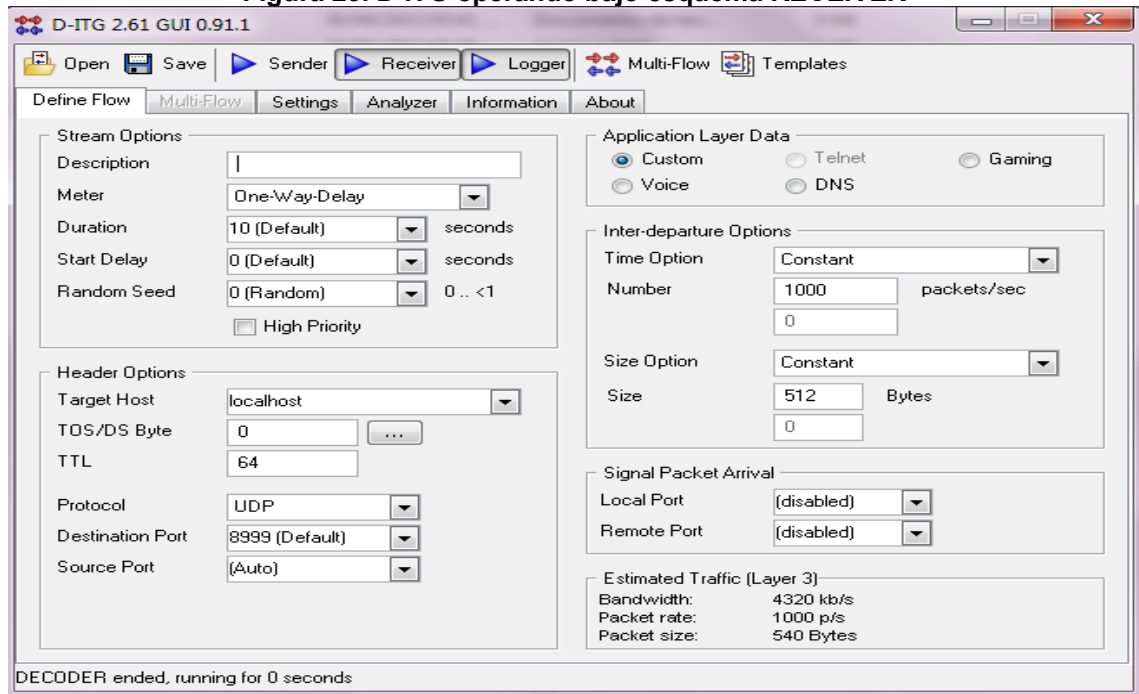 D-ITG 2.61 GUI 0.91.1
Open Save Sender Receiver Logger Multi-Flow Templates
Define Flow Multi-Flow Settings Analyzer Information About
Stream Options
Description
Meter One-Way-Delay
Duration 10 (Default) seconds
Start Delay 0 (Default) seconds
Random Seed 0 (Random) 0 .. <1
High Priority
Header Options
Target Host localhost
TOS/DS Byte 0 ...
TTL 64
Protocol UDP
Destination Port 8999 (Default)
Source Port (Auto)
Application Layer Data
Custom Telnet Gaming
Voice DNS
Inter-departure Options
Time Option Constant
Number 1000 packets/sec
0
Size Option Constant
Size 512 Bytes
0
Signal Packet Arrival
Local Port (disabled)
Remote Port (disabled)
Estimated Traffic (Layer 3)
Bandwidth: 4320 kb/s
Packet rate: 1000 p/s
Packet size: 540 Bytes
DECODER ended, running for 0 seconds